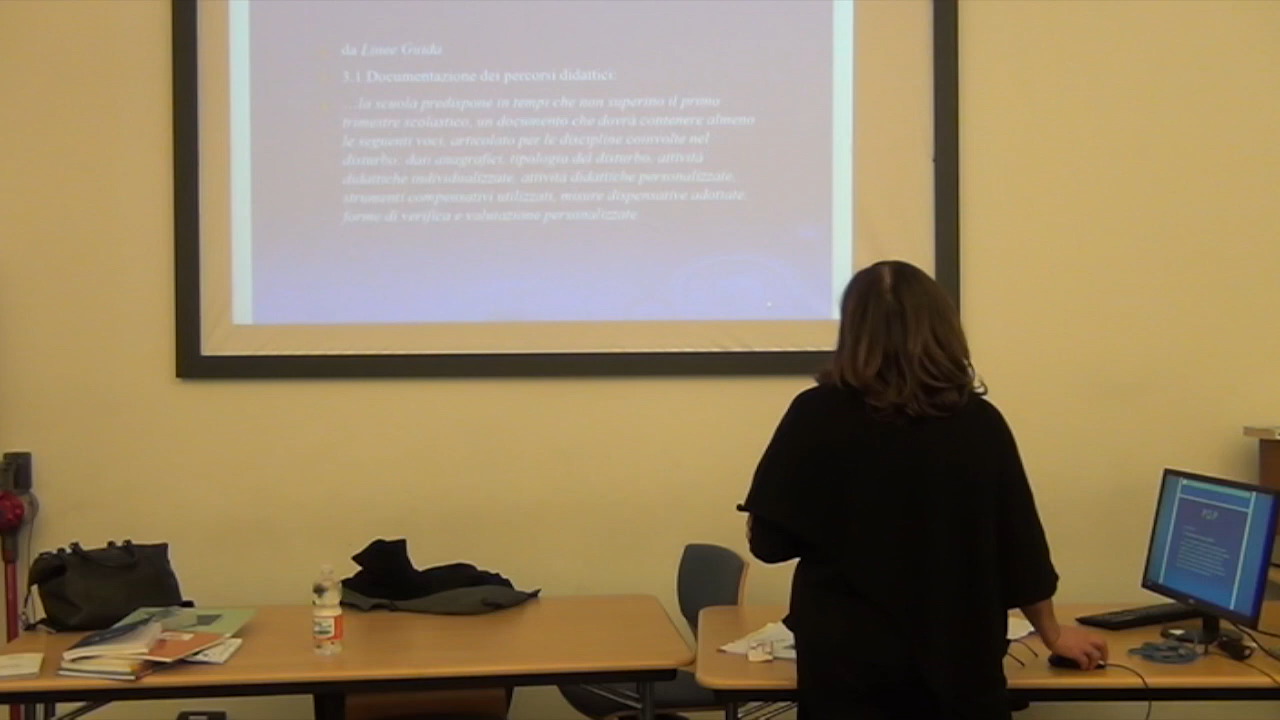 da Linee Guida
3.1 Documentazione dei percorsi didattici:
...la scuola predispone in tempi che non superino il primo
trimestre scolastico, un documento che dovrà contenere almeno
le seguenti voci, articolato per le discipline coinvolte nel
disturbo: dati anagrafici, tipologia del disturbo, attività
didattiche individualizzate, attività didattiche personalizzate,
strumenti compensativi utilizzati, misure dispensative adottate,
forme di verifica e valutazione personalizzate
PDP